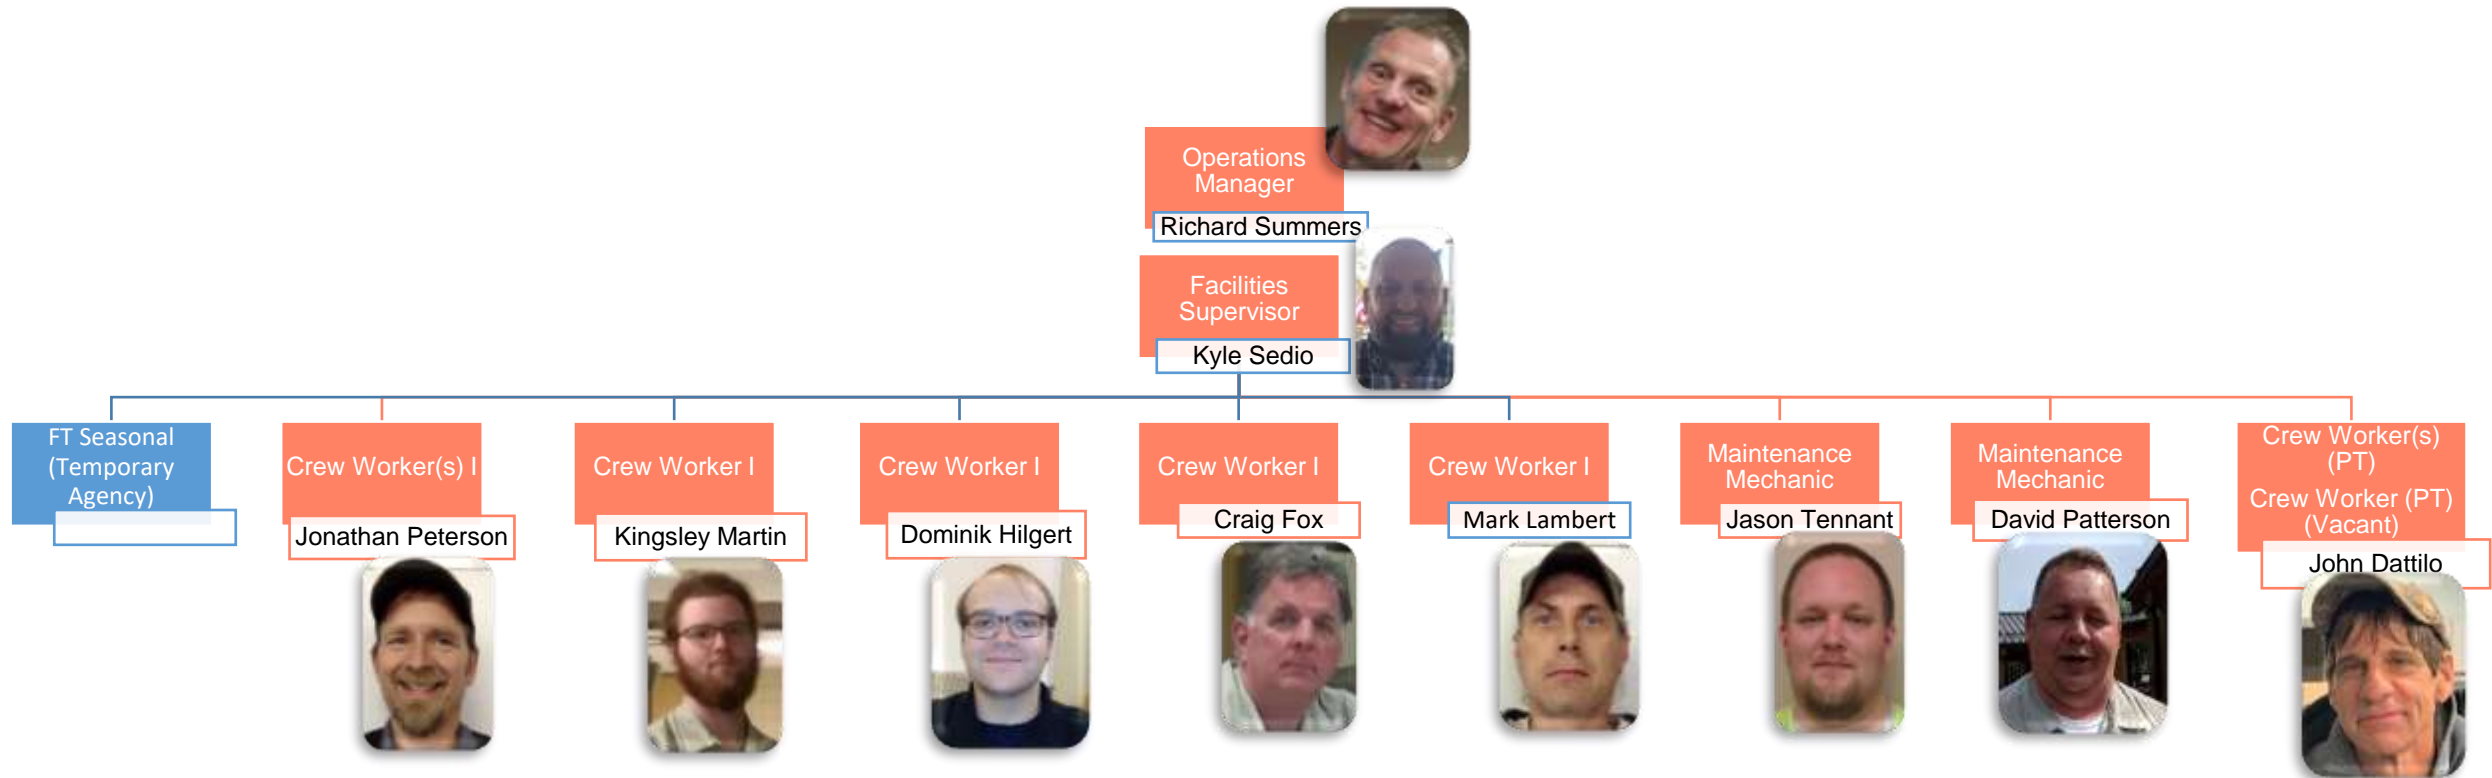 Operations
Manager
Richard Summers
Facilities
Supervisor
Kyle Sedio
FT Seasonal
(Temporary
Agency)
Crew Worker(s) I
Jonathan Peterson
Crew Worker I
Kingsley Martin
Crew Worker I
Dominik Hilgert
Crew Worker I
Craig Fox
Crew Worker I
Mark Lambert
Maintenance
Mechanic
Jason Tennant
Maintenance
Mechanic
David Patterson
Crew Worker(s)
(PT)
Crew Worker (PT)
(Vacant)
John Dattilo